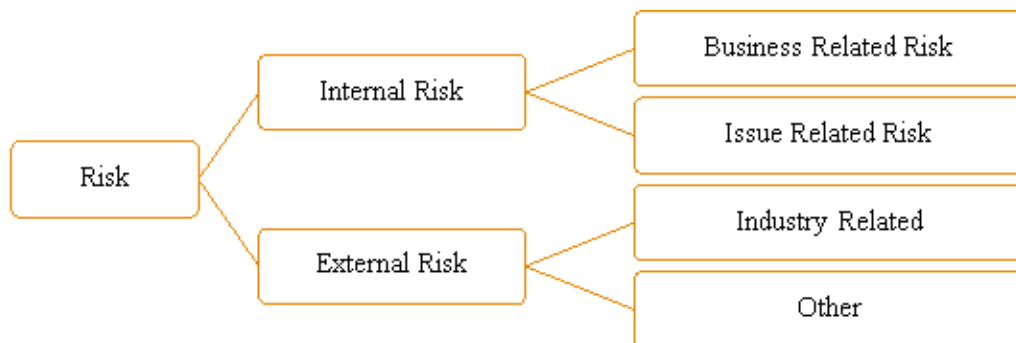 Business Related Risk
Internal Risk
Issue Related Risk
Risk
Industry Related
External Risk
Other